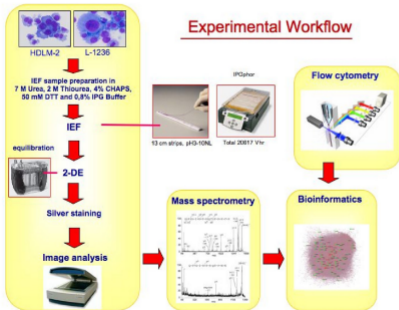 Experimental Workflow
HDLM-2
L-1236
IEF sample preparation in
7 M Urea, 2 M Thiourea, 4% CHAPS,
50 mM DTT and 0,8% IPG Buffer
IEF
equilibration
2-DE
Silver staining
Image analysis
IPGphor
13 cm strips, pH3-10NL
Total 20817 Vhr
Mass spectrometry
Flow cytometry
Bioinformatics